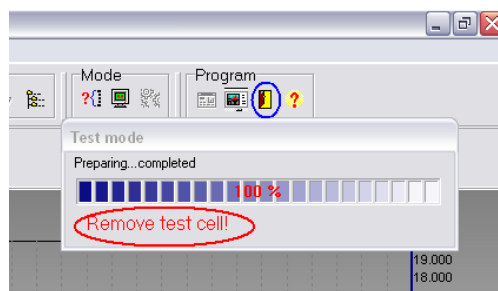 Mode Program
Test mode
Preparing...completed
100 %
Remove test cell!
19.000
18.000